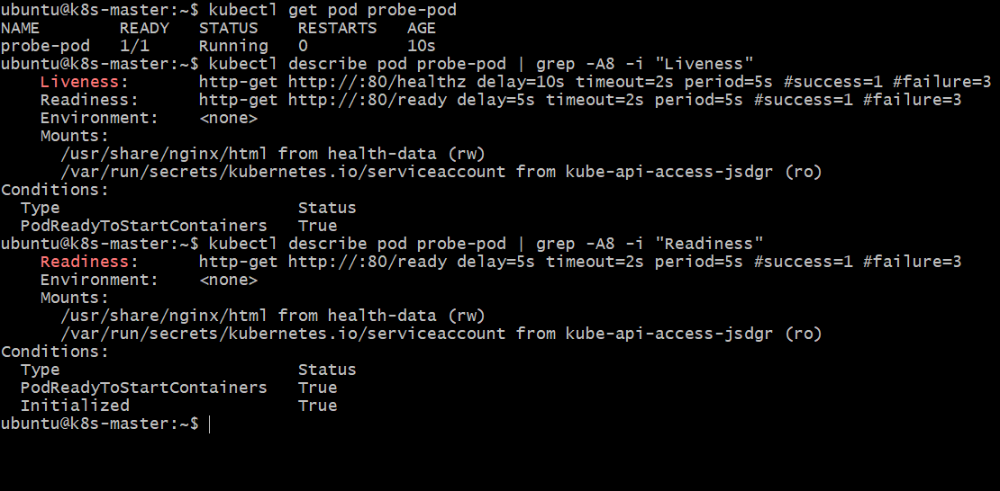 ubuntu@k8s-master:~$ kubectl get pod probe-pod
NAME        READY   STATUS    RESTARTS   AGE
probe-pod   1/1     Running   0          10s
ubuntu@k8s-master:~$ kubectl describe pod probe-pod | grep -A8 -i "Liveness"
    Liveness:       http-get http://:80/healthz delay=10s timeout=2s period=5s #success=1 #failure=3
    Readiness:      http-get http://:80/ready delay=5s timeout=2s period=5s #success=1 #failure=3
    Environment:    <none>
    Mounts:
      /usr/share/nginx/html from health-data (rw)
      /var/run/secrets/kubernetes.io/serviceaccount from kube-api-access-jsdgr (ro)
Conditions:
  Type                        Status
  PodReadyToStartContainers   True
ubuntu@k8s-master:~$ kubectl describe pod probe-pod | grep -A8 -i "Readiness"
    Readiness:      http-get http://:80/ready delay=5s timeout=2s period=5s #success=1 #failure=3
    Environment:    <none>
    Mounts:
      /usr/share/nginx/html from health-data (rw)
      /var/run/secrets/kubernetes.io/serviceaccount from kube-api-access-jsdgr (ro)
Conditions:
  Type                        Status
  PodReadyToStartContainers   True
  Initialized                 True
ubuntu@k8s-master:~$